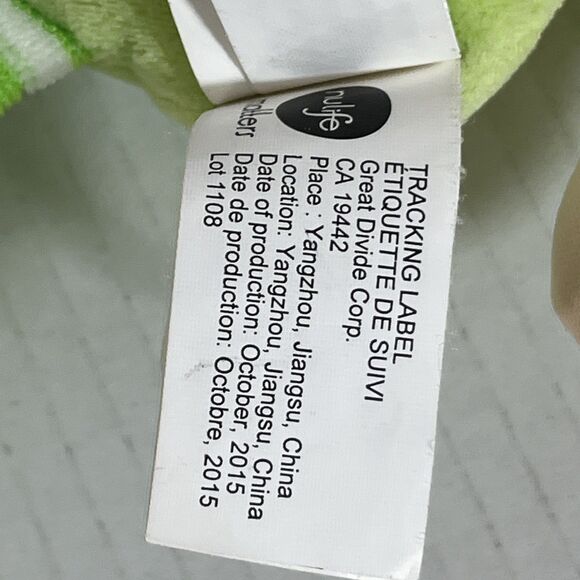 TRACKING LABEL
ÉTIQUETTE DE SUIVI
Great Divide Corp.
CA 19442
Place : Yangzhou, Jiangsu, China
Location: Yangzhou, Jiangsu, China
Date of production: October, 2015
Date de production: Octobre, 2015
Lot 1108
nulife